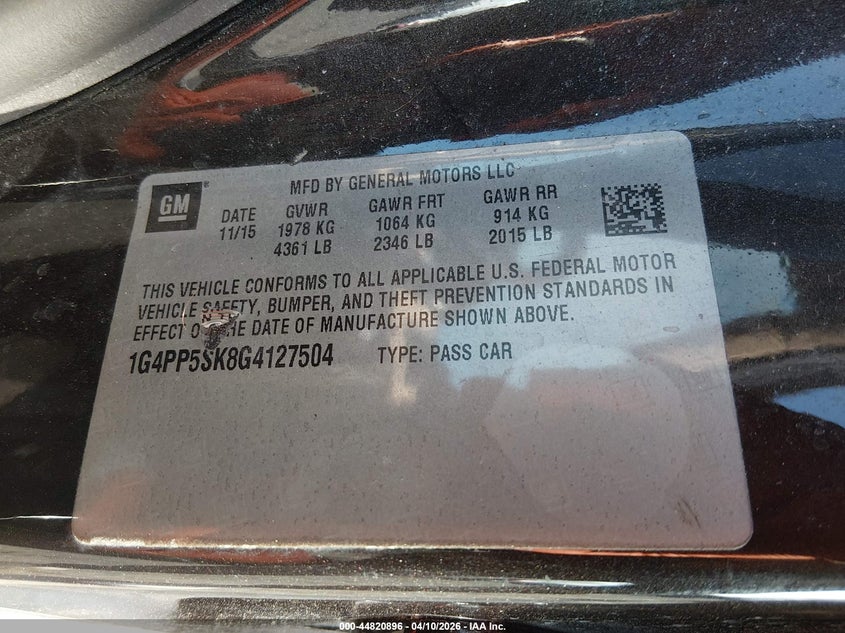 GM
MFD BY GENERAL MOTORS LLC
DATE GVWR GAWR FRT GAWR RR
11/15 1978 KG 1064 KG 914 KG
4361 LB 2346 LB 2015 LB
THIS VEHICLE CONFORMS TO ALL APPLICABLE U.S. FEDERAL MOTOR
VEHICLE SAFETY, BUMPER, AND THEFT PREVENTION STANDARDS IN
EFFECT ON THE DATE OF MANUFACTURE SHOWN ABOVE.
1G4PP5SK8G4127504 TYPE: PASS CAR
000-44820896 - 04/10/2026 - IAA Inc.